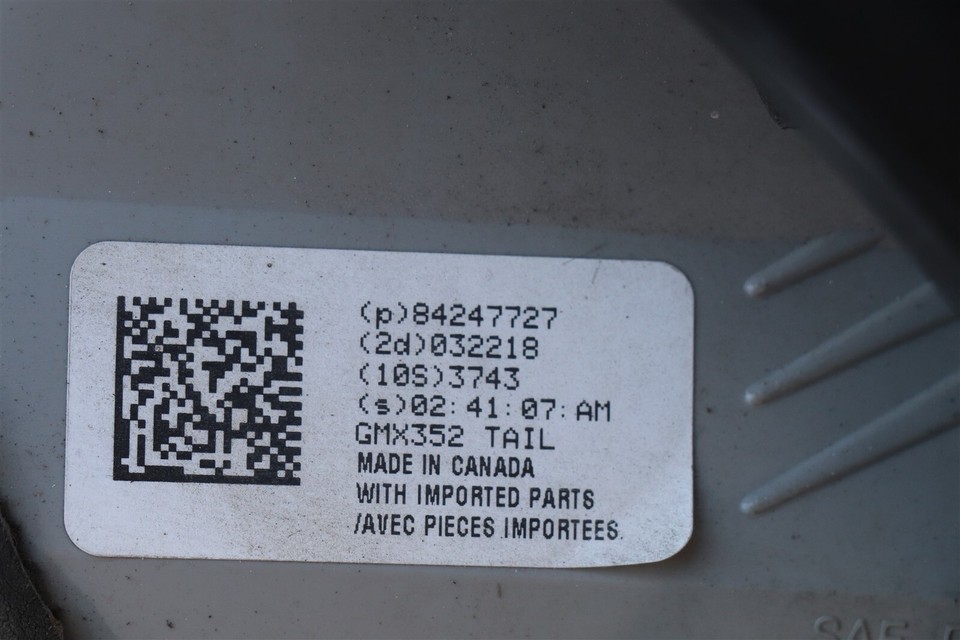 (p)84247727
(2d)032218
(10S)3743
(s)02:41:07:AM
GMX352 TAIL
MADE IN CANADA
WITH IMPORTED PARTS
/AVEC PIECES IMPORTEES.
SAE